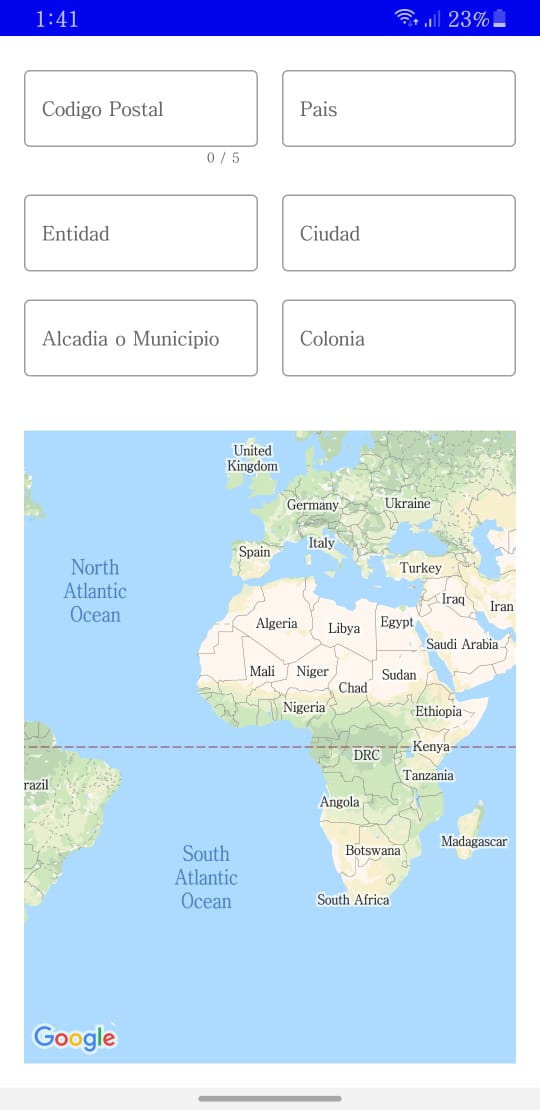 1:41
23%
Codigo Postal
Pais
0 / 5
Entidad
Ciudad
Alcadia o Municipio
Colonia
United
Kingdom
Germany
Ukraine
Spain
Italy
Turkey
North
Atlantic
Ocean
Iraq
Iran
Algeria
Libya
Egypt
Saudi Arabia
Mali
Niger
Chad
Sudan
Nigeria
Ethiopia
DRC
Kenya
Tanzania
razil
Angola
Botswana
Madagascar
South
Atlantic
Ocean
South Africa
Google